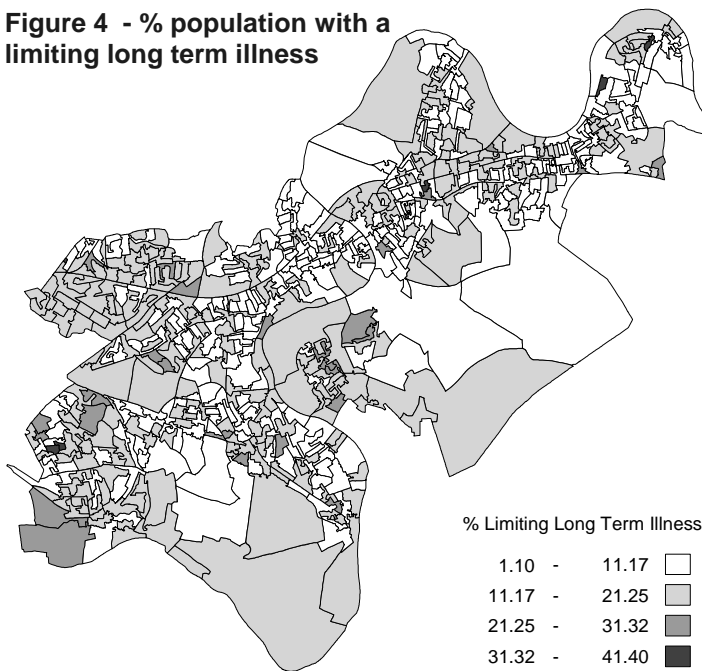 Figure 4 - % population with a
limiting long term illness
% Limiting Long Term Illness
1.10 - 11.17
11.17 - 21.25
21.25 - 31.32
31.32 - 41.40